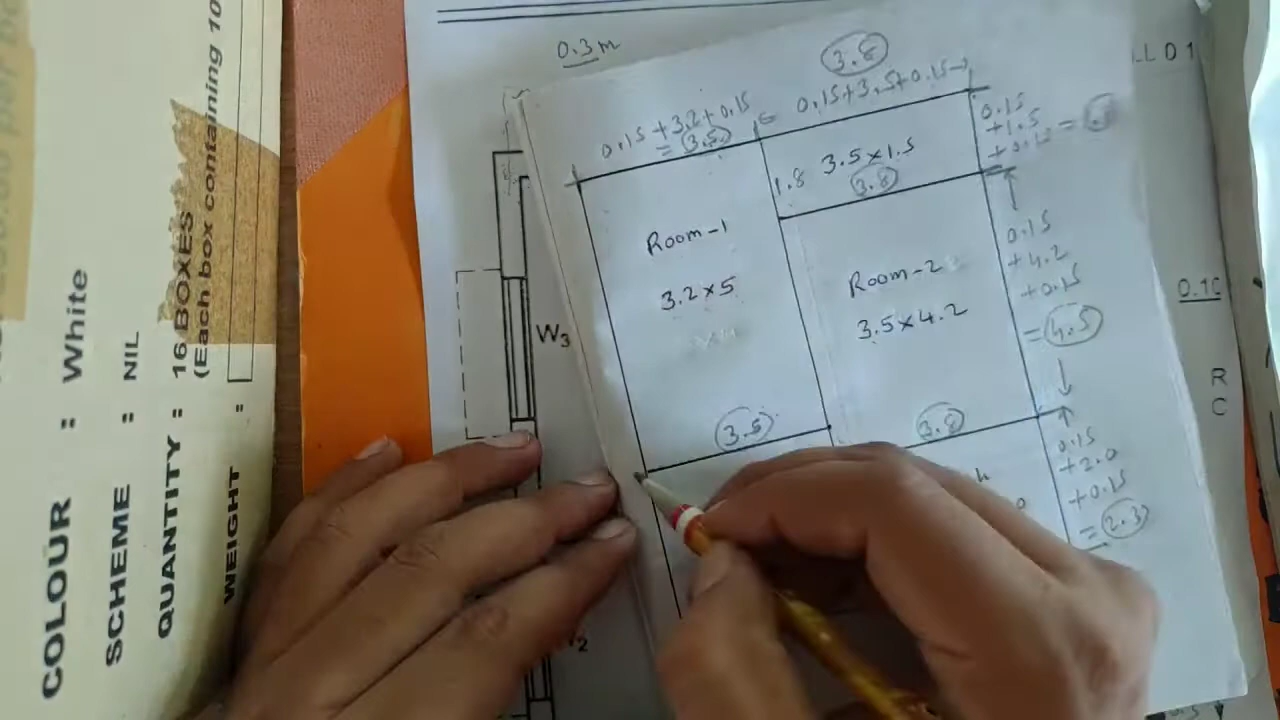 COLOUR : White
SCHEME : NIL
QUANTITY : 16 BOXES
(Each box containing 10
WEIGHT :
0.3m
3.8
0.15+3.2+0.15
= 3.5
0.15+3.5+0.15
0.15
+1.5
+0.15 =
1.8 3.5×1.5
3.8
Room-1
3.2×5
Room-2
3.5×4.2
0.15
+4.2
+0.15
= 4.5
3.5
3.8
0.15
+2.0
+0.15
= 2.3
W3
0.10
R
C